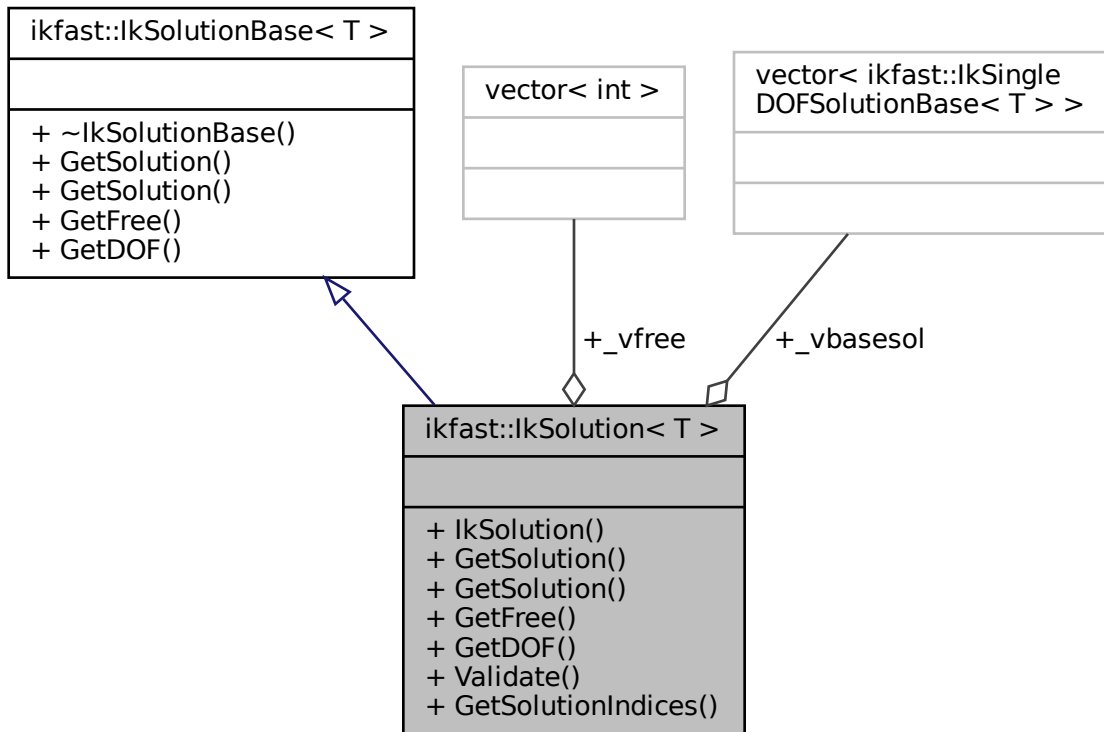 ikfast::IkSolutionBase< T >
+ ~IkSolutionBase()
+ GetSolution()
+ GetSolution()
+ GetFree()
+ GetDOF()
vector< int >
vector< ikfast::IkSingle
DOFSolutionBase< T > >
+_vfree
+_vbasesol
ikfast::IkSolution< T >
+ IkSolution()
+ GetSolution()
+ GetSolution()
+ GetFree()
+ GetDOF()
+ Validate()
+ GetSolutionIndices()